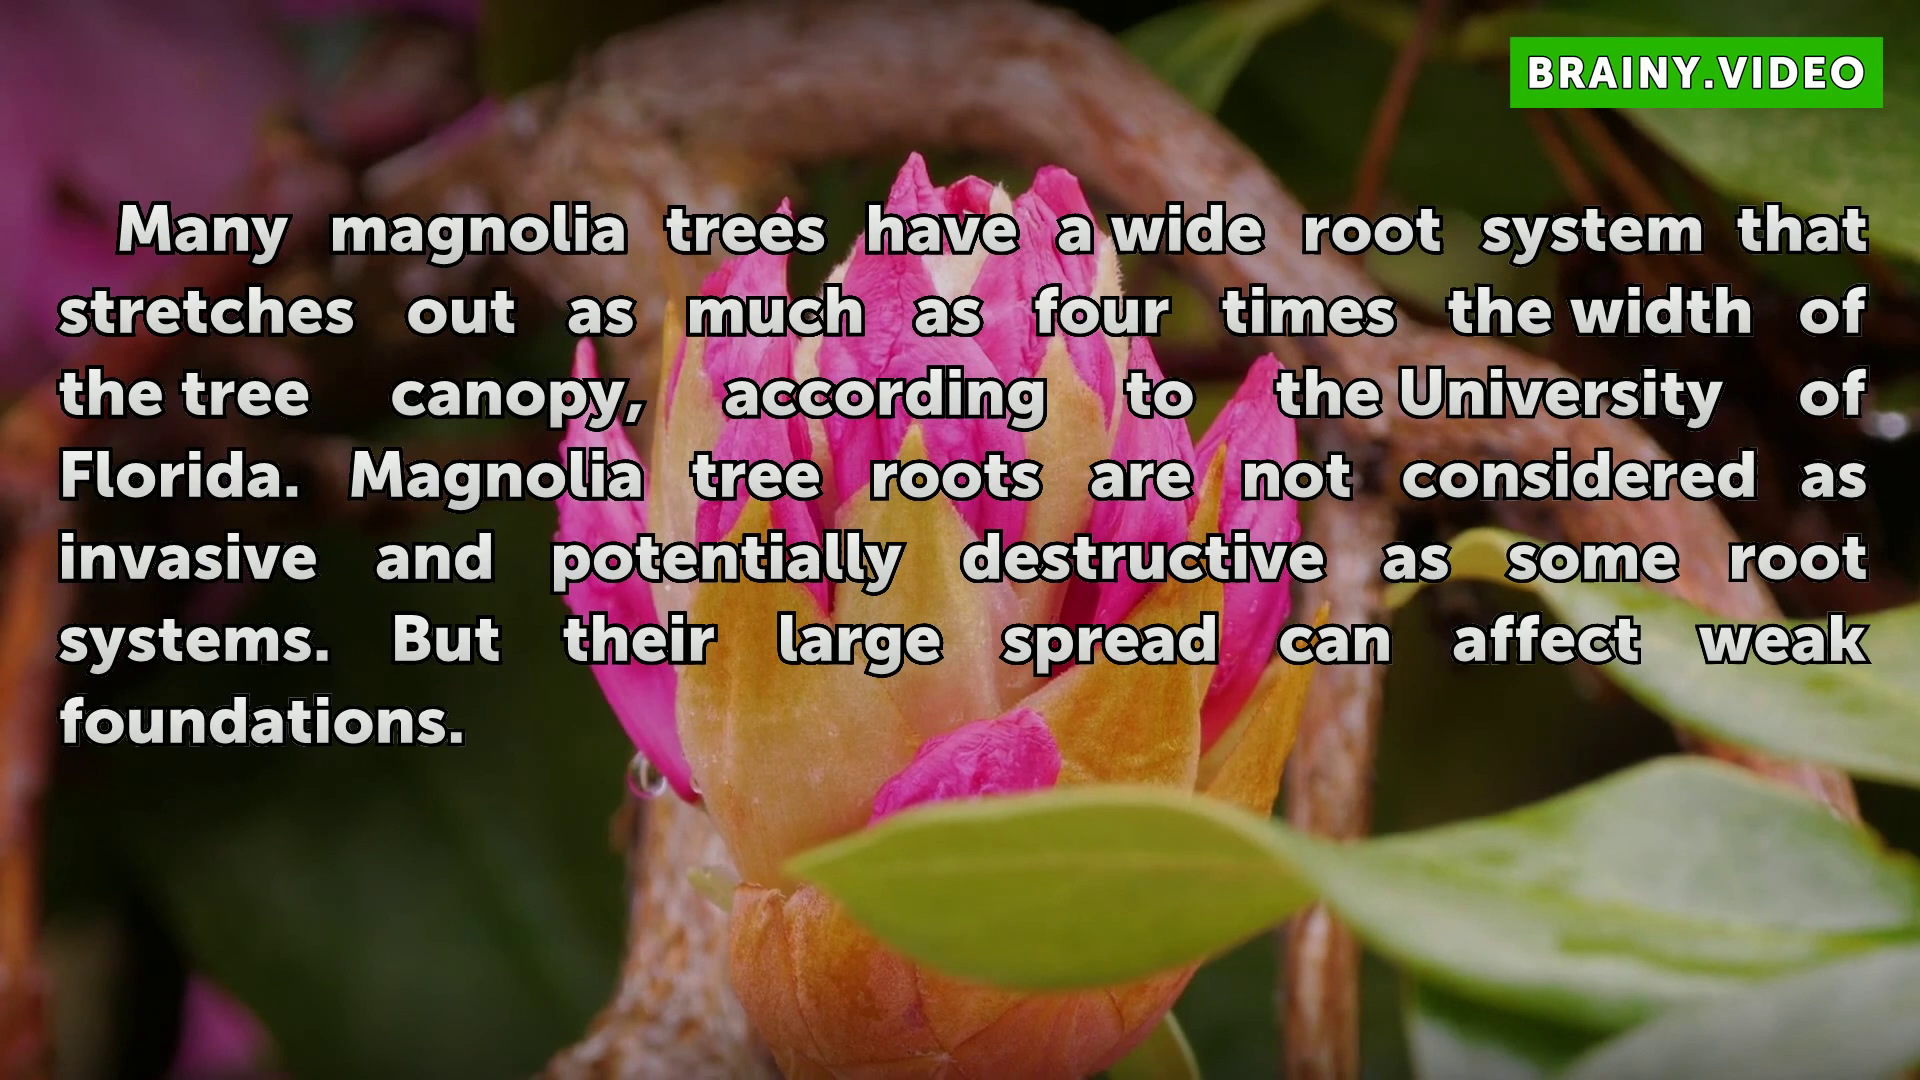 BRAINY.VIDEO
Many magnolia trees have a wide root system that
stretches out as much as four times the width of
the tree canopy, according to the University of
Florida. Magnolia tree roots are not considered as
invasive and potentially destructive as some root
systems. But their large spread can affect weak
foundations.